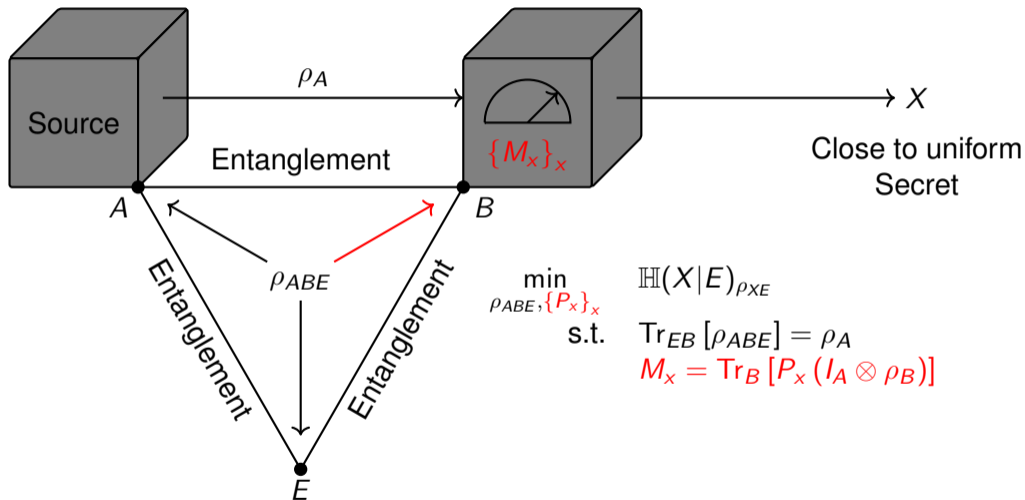 ρ_A
Source
{M_x}_x
X
Entanglement
Close to uniform
Secret
A
B
ρ_ABE
Entanglement
Entanglement
min ℍ(X|E)_ρ_XE
ρ_ABE,{P_x}_x
s.t. Tr_EB [ρ_ABE] = ρ_A
M_x = Tr_B [P_x (I_A ⊗ ρ_B)]
E